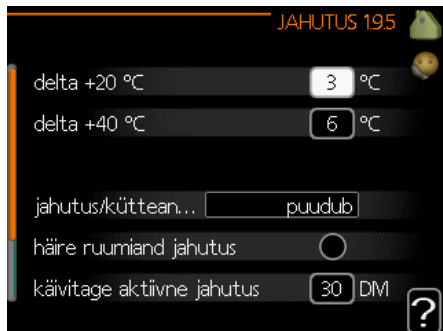 JAHUTUS 1.9.5
delta +20 °C 3 °C
delta +40 °C 6 °C
jahutus/küttean... puudub
häire ruumiand jahutus
käivitage aktiivne jahutus 30 DM
?